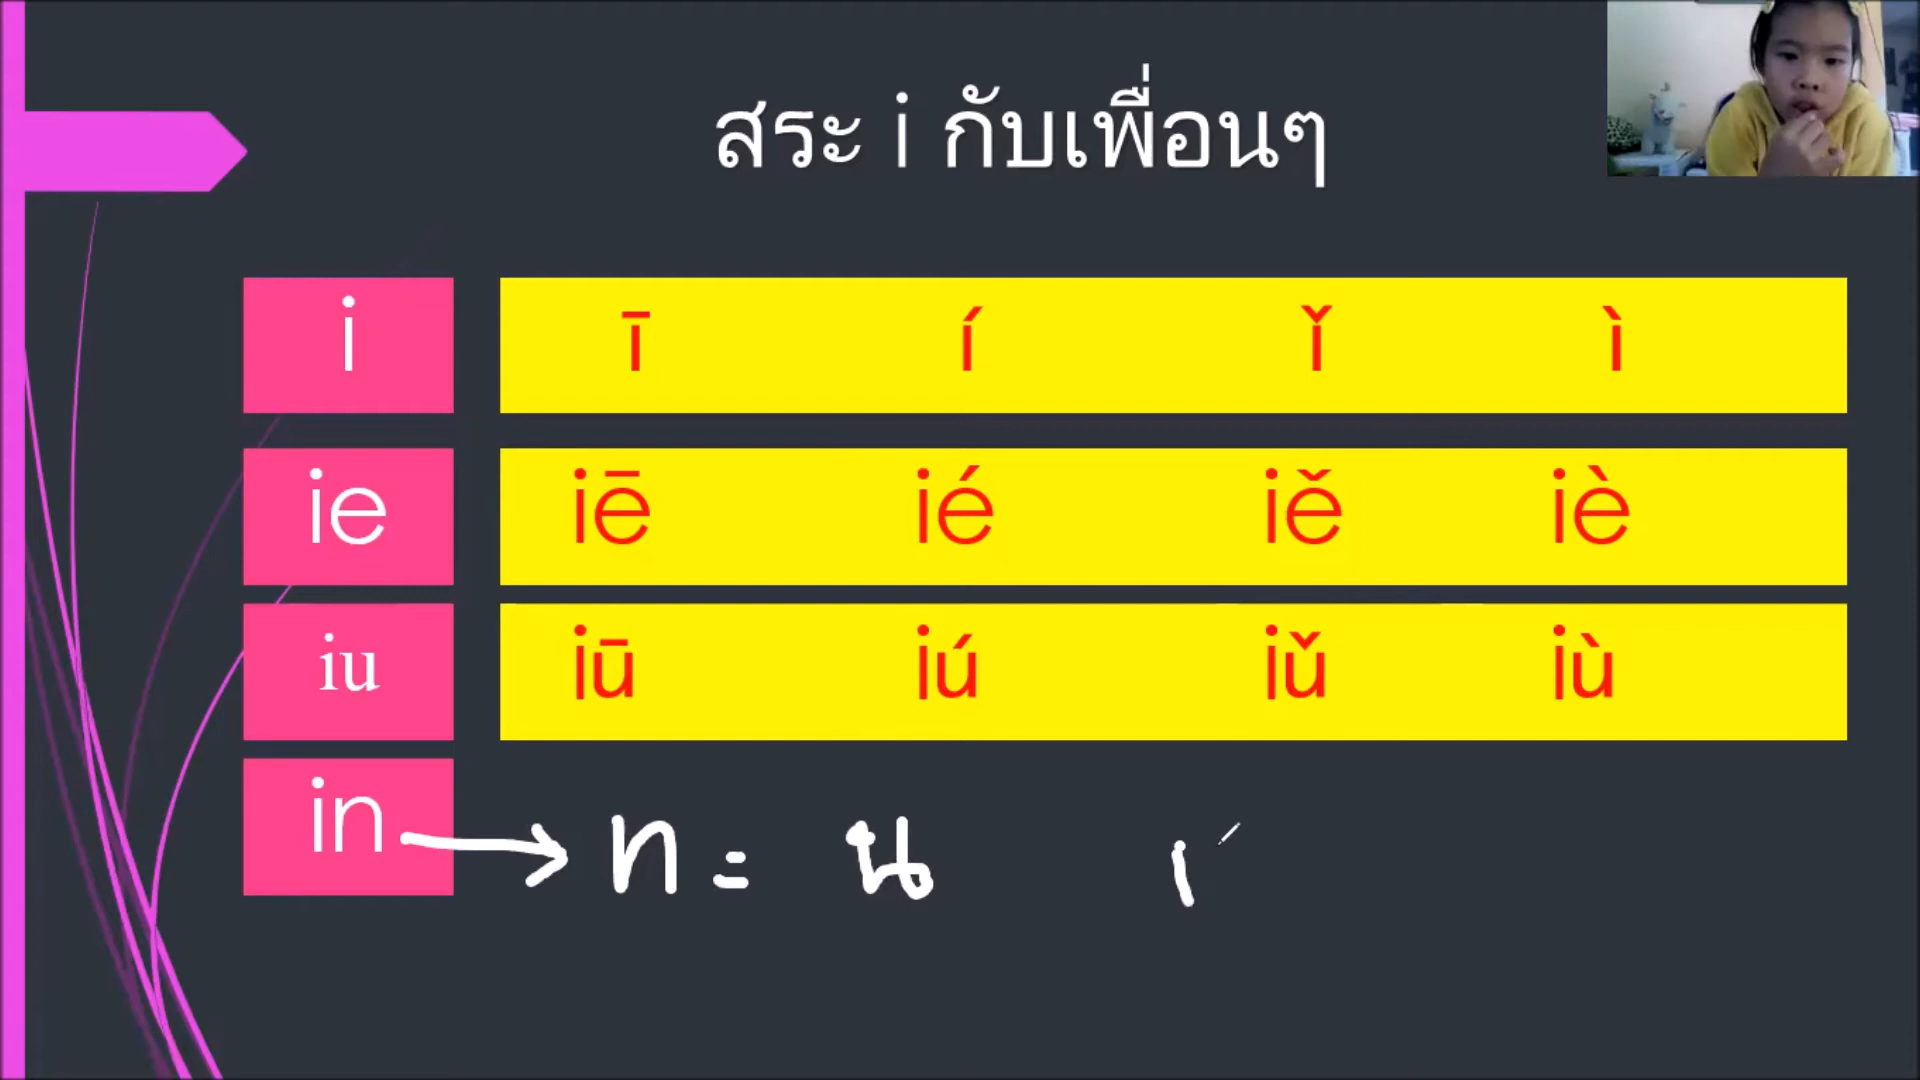 สระ i กับเพื่อนๆ
i ī í ǐ ì
ie iē ié iě iè
iu iū iú iǔ iù
in → n = น i